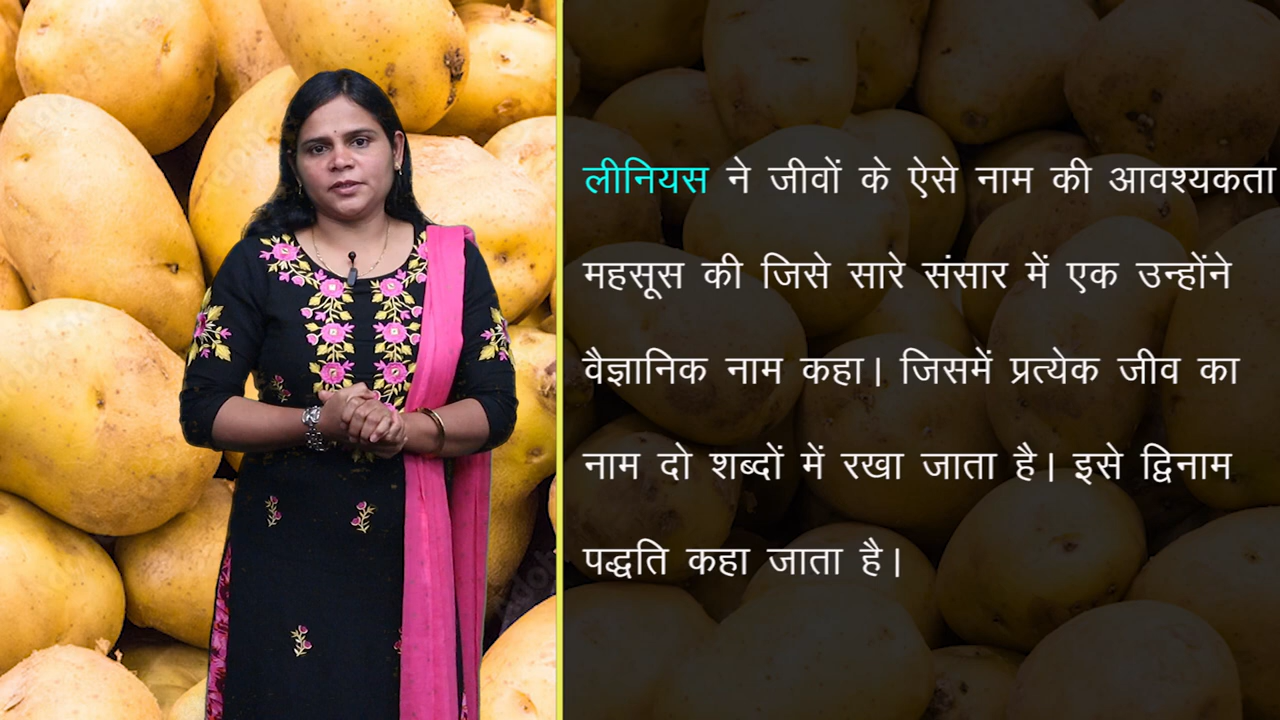 लीनियस ने जीवों के ऐसे नाम की आवश्यकता
महसूस की जिसे सारे संसार में एक उन्होंने
वैज्ञानिक नाम कहा। जिसमें प्रत्येक जीव का
नाम दो शब्दों में रखा जाता है। इसे द्विनाम
पद्धति कहा जाता है।